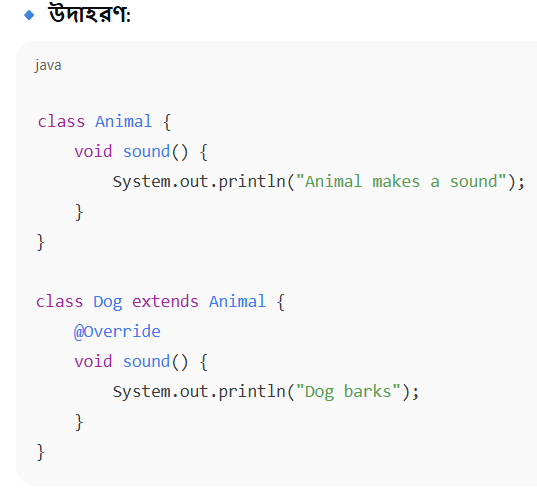 উদাহরণ:
java
class Animal {
    void sound() {
        System.out.println("Animal makes a sound");
    }
}
class Dog extends Animal {
    @Override
    void sound() {
        System.out.println("Dog barks");
    }
}